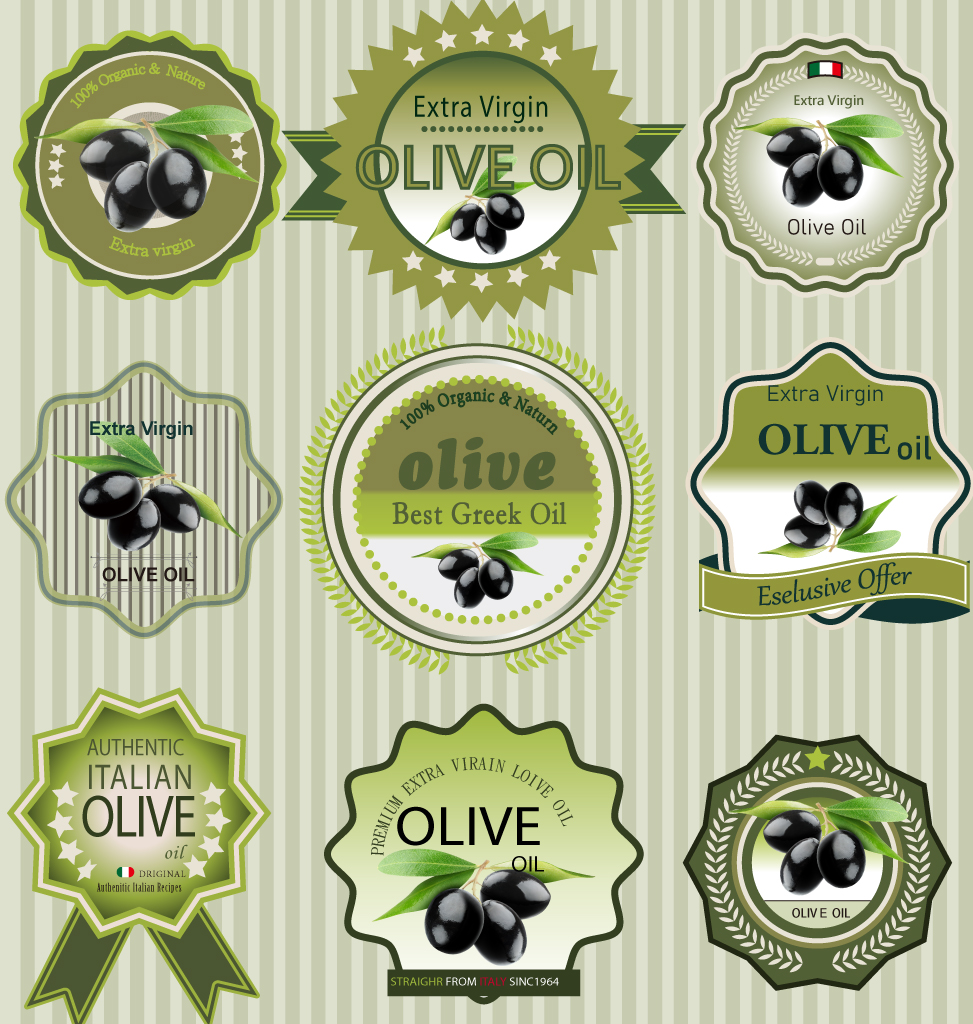 100% Organic & Nature
Extra virgin
Extra Virgin
OLIVE OIL
Extra Virgin
Olive Oil
Extra Virgin
OLIVE OIL
100% Organic & Naturn
olive
Best Greek Oil
Extra Virgin
OLIVE oil
Eselusive Offer
AUTHENTIC
ITALIAN
OLIVE
oil
DRIGINAL
Authenitic Italian Recipes
PREMIUM EXTRA VIRAIN LOIVE OIL
OLIVE
OIL
STRAIGHR FROM ITALY SINC1964
OLIVE OIL